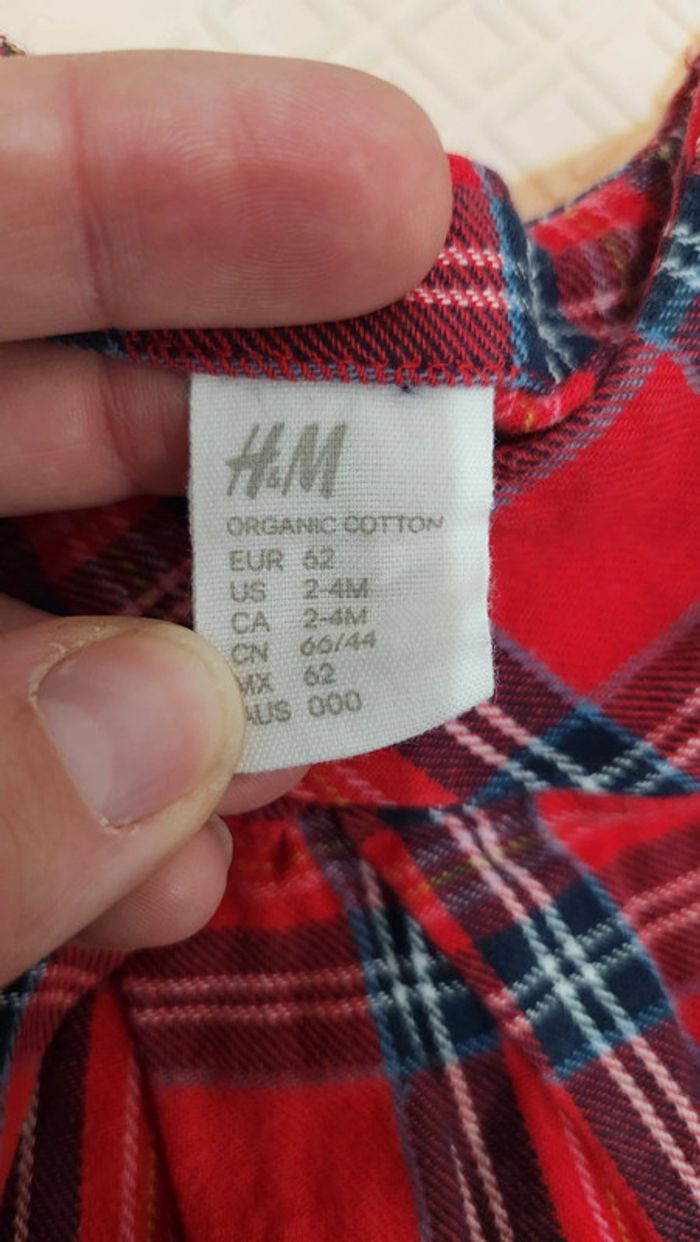 H&M
ORGANIC COTTON
EUR 62
US 2-4M
CA 2-4M
CN 66/44
MX 62
AUS 000